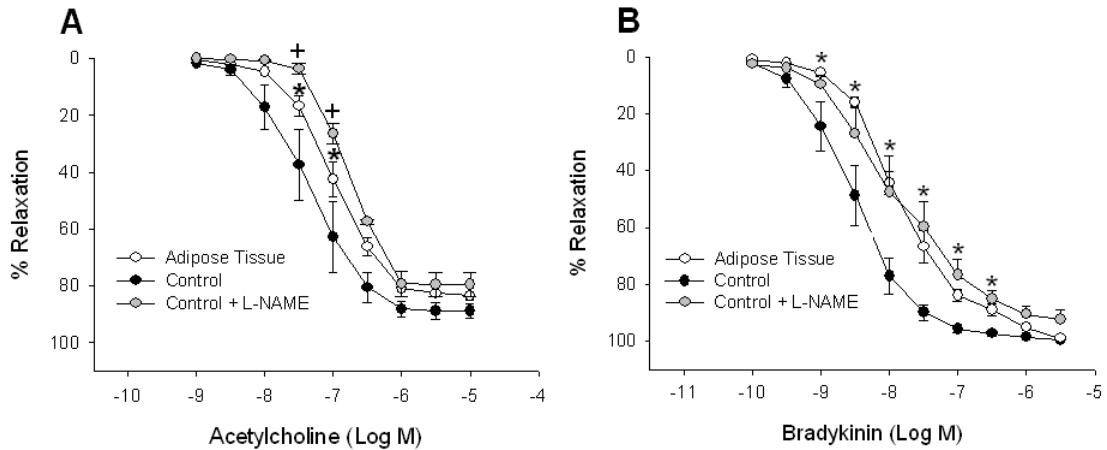 A
0
20
40
60
80
100
% Relaxation
+
+
*
*
Adipose Tissue
Control
Control + L-NAME
-10 -9 -8 -7 -6 -5 -4
Acetylcholine (Log M)
B
0
20
40
60
80
100
% Relaxation
* * * * * *
Adipose Tissue
Control
Control + L-NAME
-11 -10 -9 -8 -7 -6 -5
Bradykinin (Log M)